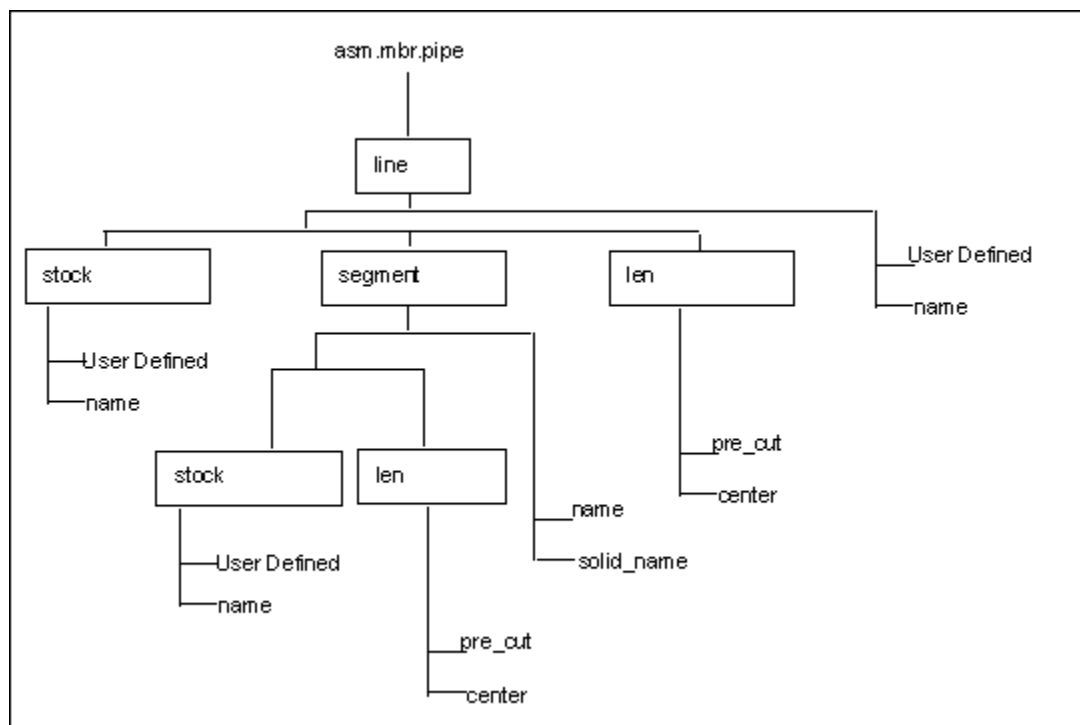 asm.mbr.pipe
line
stock
segment
len
User Defined
name
User Defined
name
stock
len
pre_cut
center
name
solid_name
User Defined
name
pre_cut
center